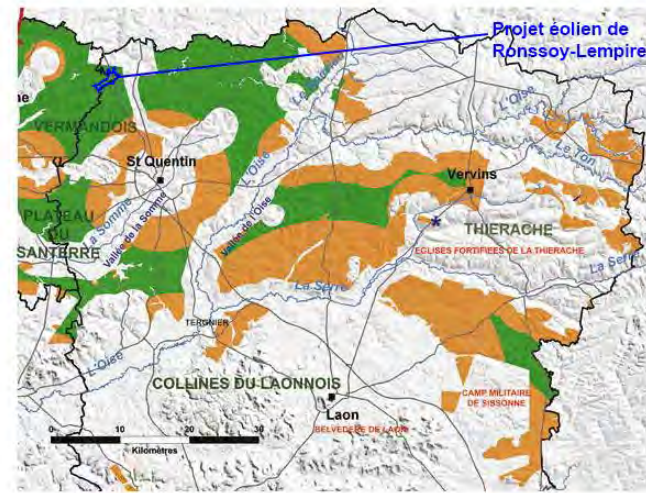 Projet éolien de
Ronssoy-Lempire
L'Oise
ne
VERMANDOIS
Le Ton
St Quentin
L'Oise
Vervins
La Somme
Vallée de la Somme
Vallée de l'Oise
PLATEAU
DU
SANTERRE
*
THIERACHE
EGLISES FORTIFIEES DE LA THIERACHE
La Serre
La Serre
TERGNIER
L'Oise
COLLINES DU LAONNOIS
CAMP MILITAIRE
DE SISSONNE
Laon
BELVEDERE DE LAON
0 10 20 30
Kilomètres